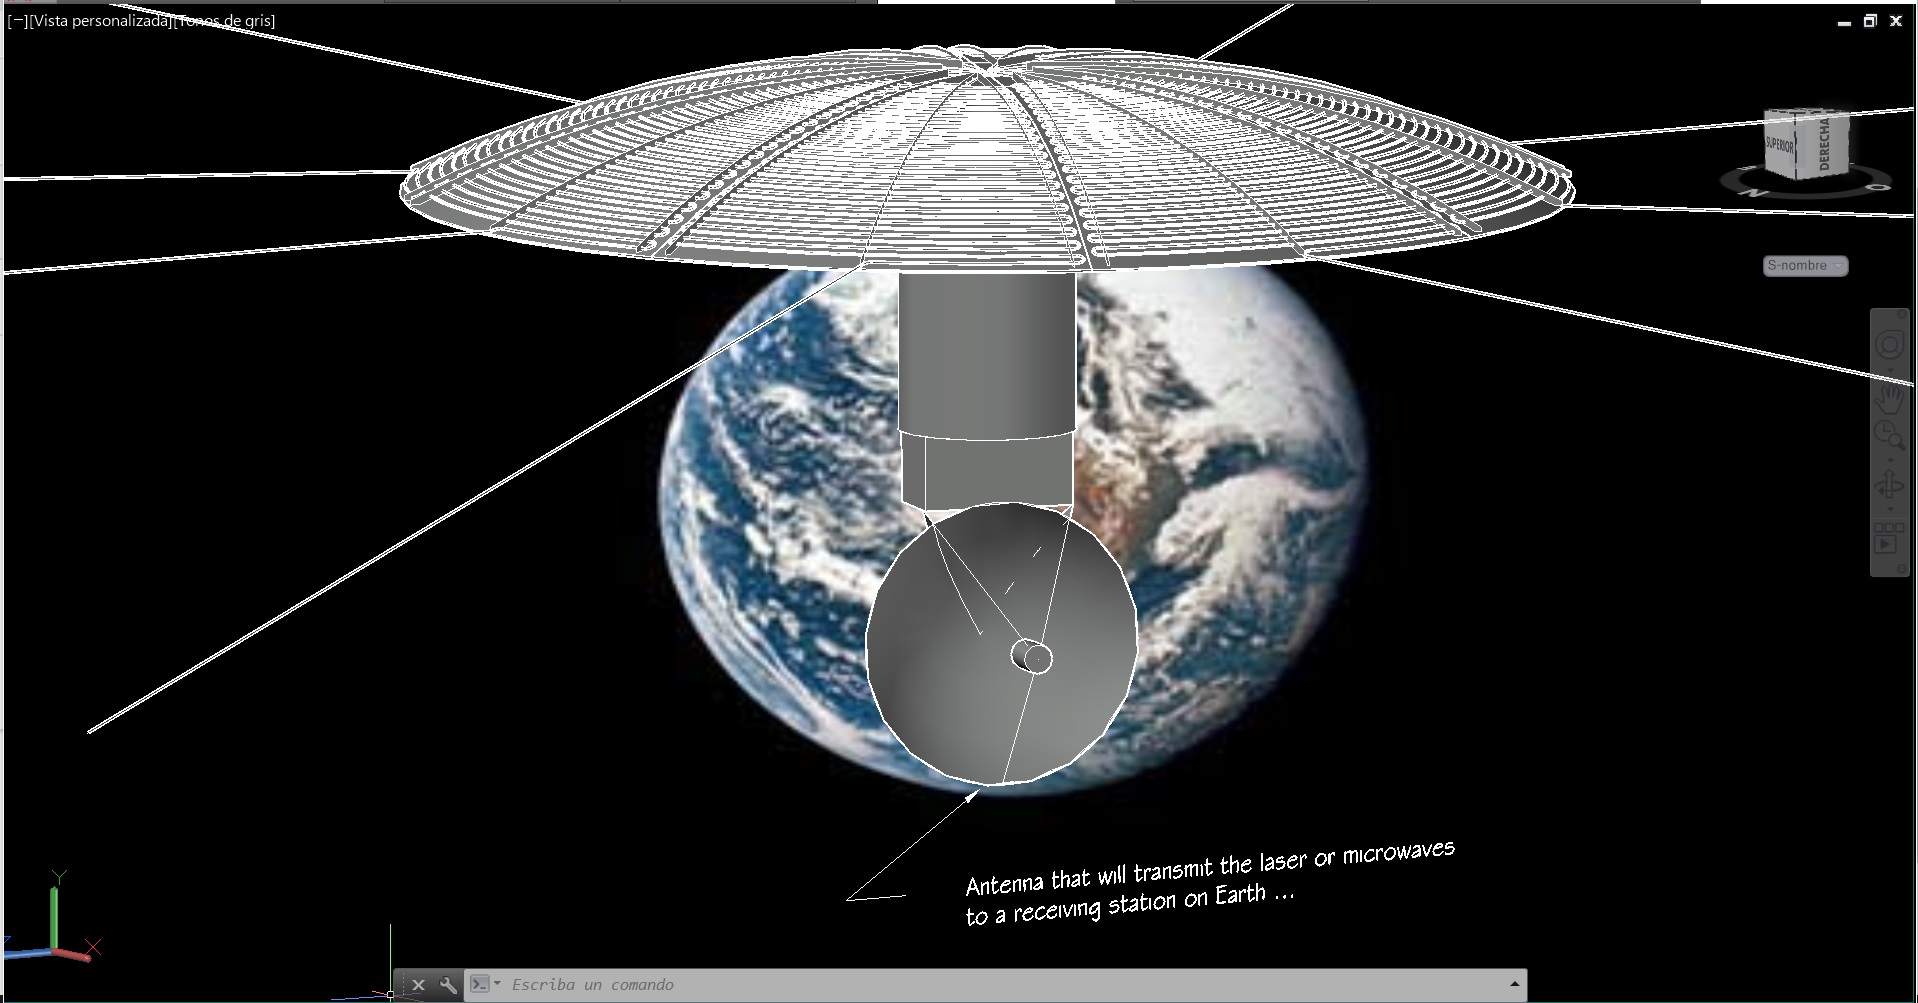 [−][Vista personalizada][Tonos de gris]
SUPERIOR
DERECHA
N
O
S-nombre
Antenna that will transmit the laser or microwaves
to a receiving station on Earth ...
Y
X
Z
Escriba un comando